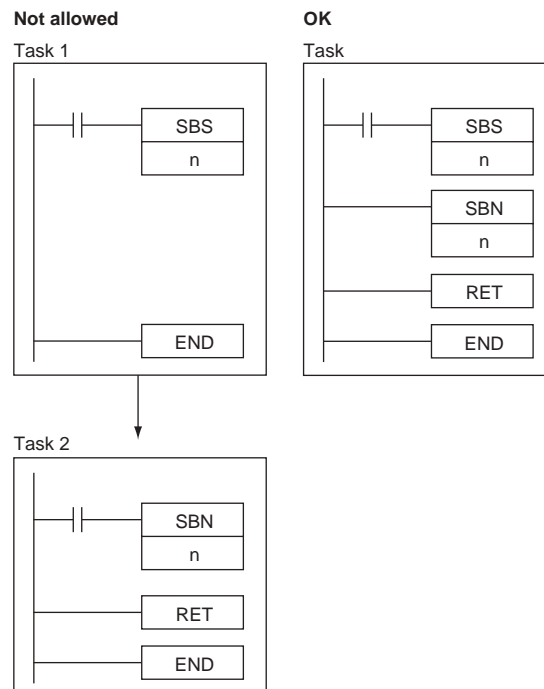 Not allowed
Task 1
SBS
n
END
Task 2
SBN
n
RET
END
OK
Task
SBS
n
SBN
n
RET
END